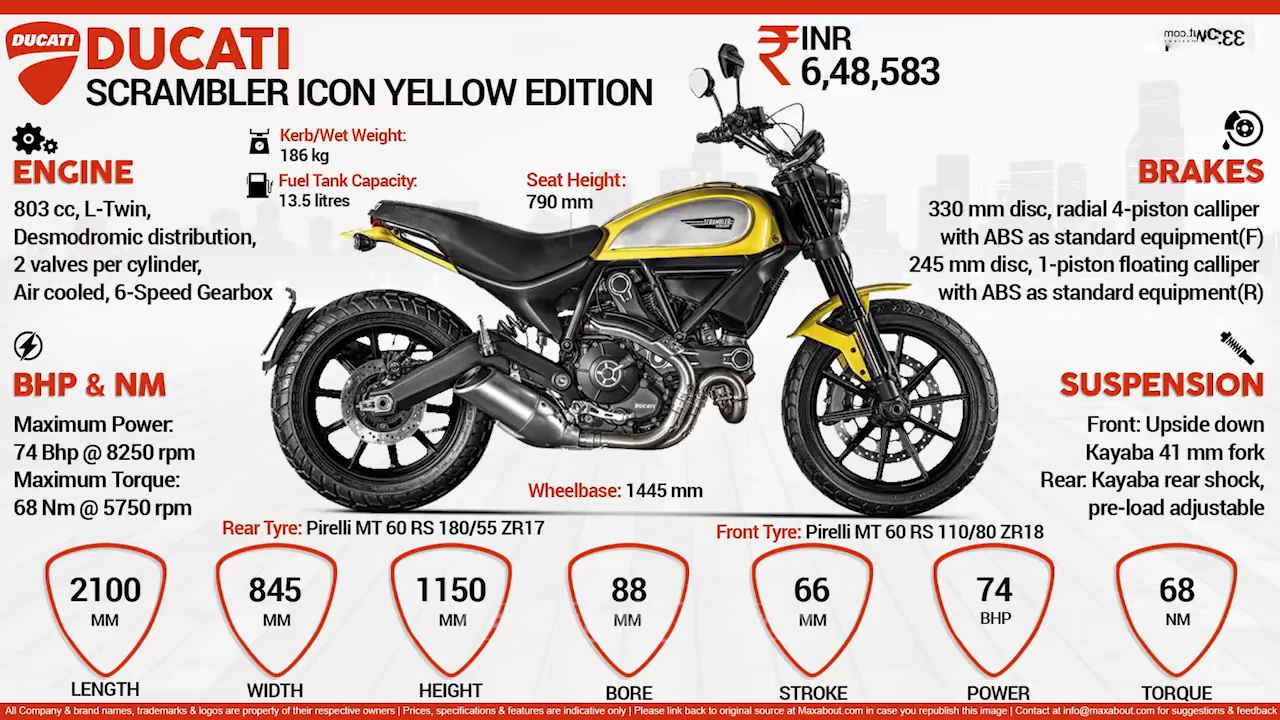 DUCATI
DUCATI
SCRAMBLER ICON YELLOW EDITION
INR
6,48,583
ENGINE
803 cc, L-Twin,
Desmodromic distribution,
2 valves per cylinder,
Air cooled, 6-Speed Gearbox
Kerb/Wet Weight:
186 kg
Fuel Tank Capacity:
13.5 litres
Seat Height:
790 mm
SCRAMBLER
DUCATI
BRAKES
330 mm disc, radial 4-piston calliper
with ABS as standard equipment(F)
245 mm disc, 1-piston floating calliper
with ABS as standard equipment(R)
BHP & NM
Maximum Power:
74 Bhp @ 8250 rpm
Maximum Torque:
68 Nm @ 5750 rpm
SUSPENSION
Front: Upside down
Kayaba 41 mm fork
Rear: Kayaba rear shock,
pre-load adjustable
DUCATI
Wheelbase: 1445 mm
Rear Tyre: Pirelli MT 60 RS 180/55 ZR17
Front Tyre: Pirelli MT 60 RS 110/80 ZR18
2100
MM
LENGTH
845
MM
WIDTH
1150
MM
HEIGHT
88
MM
BORE
66
MM
STROKE
74
BHP
POWER
68
NM
TORQUE
All Company & brand names, trademarks & logos are property of their respective owners | Prices, specifications & features are indicative only | Please link back to original source at Maxabout.com in case you republish this image | Contact at info@maxabout.com for suggestions & feedback